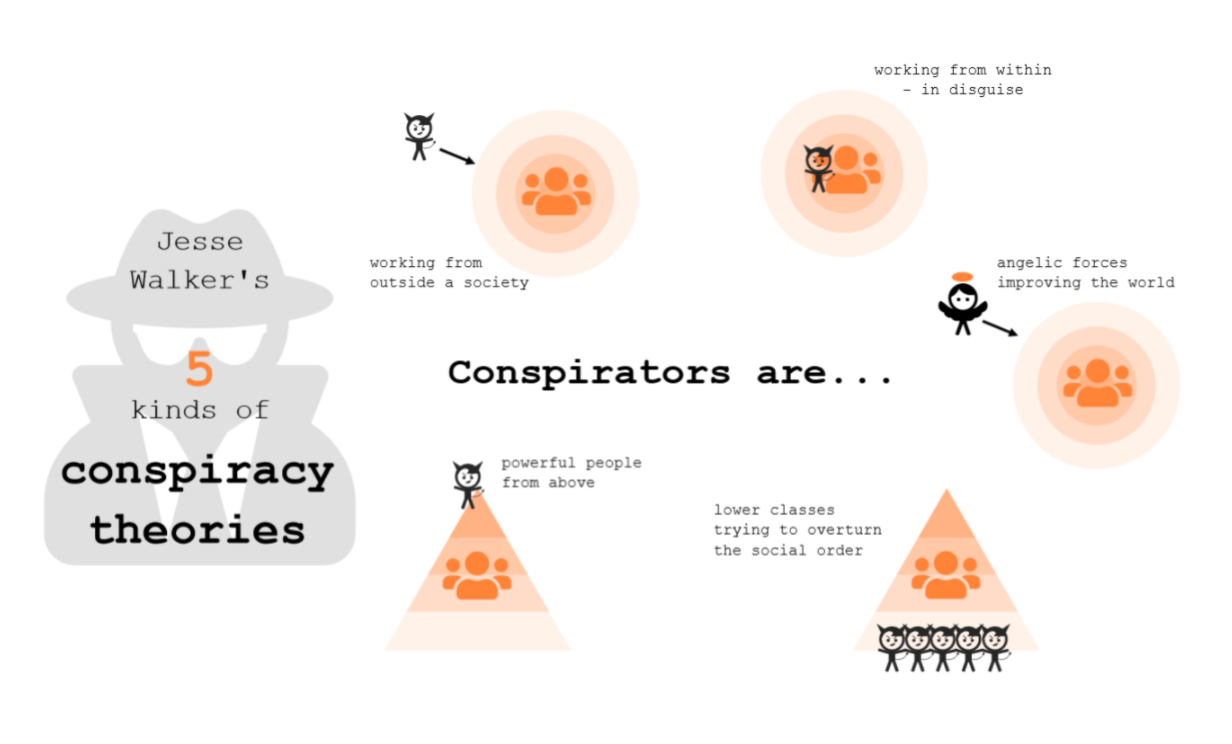 Jesse
Walker's
5
kinds of
conspiracy
theories
working from
outside a society
working from within
- in disguise
angelic forces
improving the world
Conspirators are...
powerful people
from above
lower classes
trying to overturn
the social order